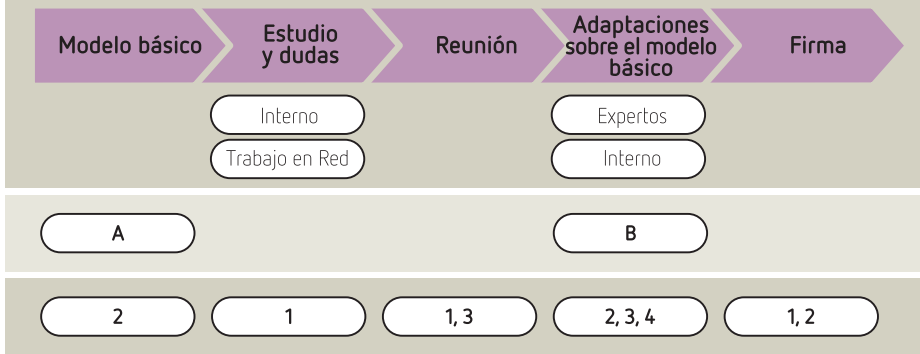 Modelo básico
Estudio
y dudas
Reunión
Adaptaciones
sobre el modelo
básico
Firma
Interno
Expertos
Trabajo en Red
Interno
A
B
2
1
1, 3
2, 3, 4
1, 2